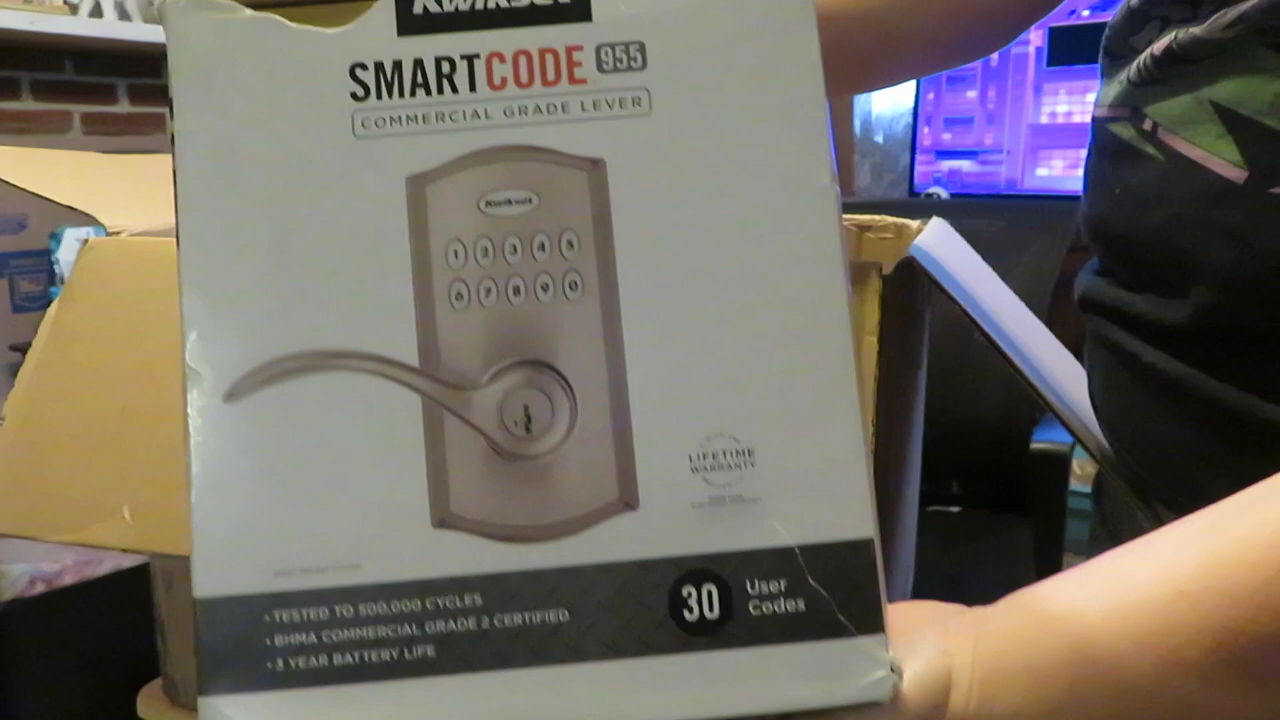 Kwikset
SMARTCODE 955
COMMERCIAL GRADE LEVER
Kwikset
1 2 3 4 5
6 7 8 9 0
LIFETIME
WARRANTY
• TESTED TO 500,000 CYCLES
• BHMA COMMERCIAL GRADE 2 CERTIFIED
• 3 YEAR BATTERY LIFE
30 User
Codes